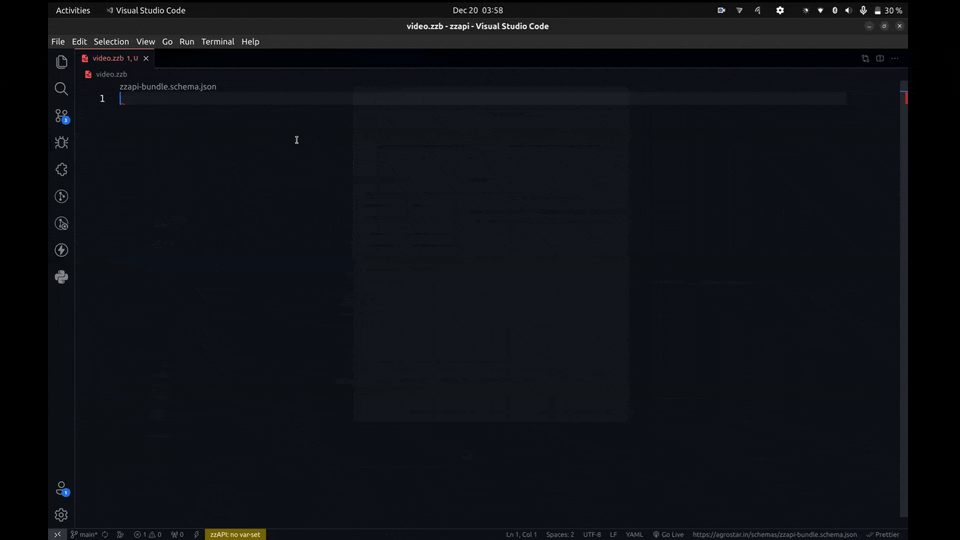 Activities Visual Studio Code Dec 20 03:58 30 %
video.zzb - zzapi - Visual Studio Code
File Edit Selection View Go Run Terminal Help
video.zzb 1, U
video.zzb
zzapi-bundle.schema.json
1
main* 1 0 0 zzAPI: no var-set Ln 1, Col 1 Spaces: 2 UTF-8 LF YAML Go Live https://agrostar.in/schemas/zzapi-bundle.schema.json Prettier